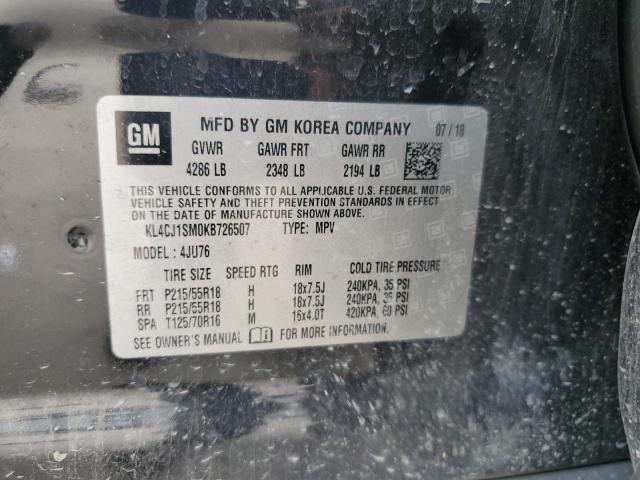 GM
MFD BY GM KOREA COMPANY 07 / 18
GVWR GAWR FRT GAWR RR
4286 LB 2348 LB 2194 LB
THIS VEHICLE CONFORMS TO ALL APPLICABLE U.S. FEDERAL MOTOR
VEHICLE SAFETY AND THEFT PREVENTION STANDARDS IN EFFECT
ON THE DATE OF MANUFACTURE SHOWN ABOVE.
KL4CJ1SM0KB726507 TYPE: MPV
MODEL : 4JU76
TIRE SIZE SPEED RTG RIM COLD TIRE PRESSURE
FRT P215/55R18 H 18x7.5J 240KPA, 35 PSI
RR P215/55R18 H 18x7.5J 240KPA, 35 PSI
SPA T125/70R16 M 16x4.0T 420KPA, 60 PSI
SEE OWNER'S MANUAL FOR MORE INFORMATION.